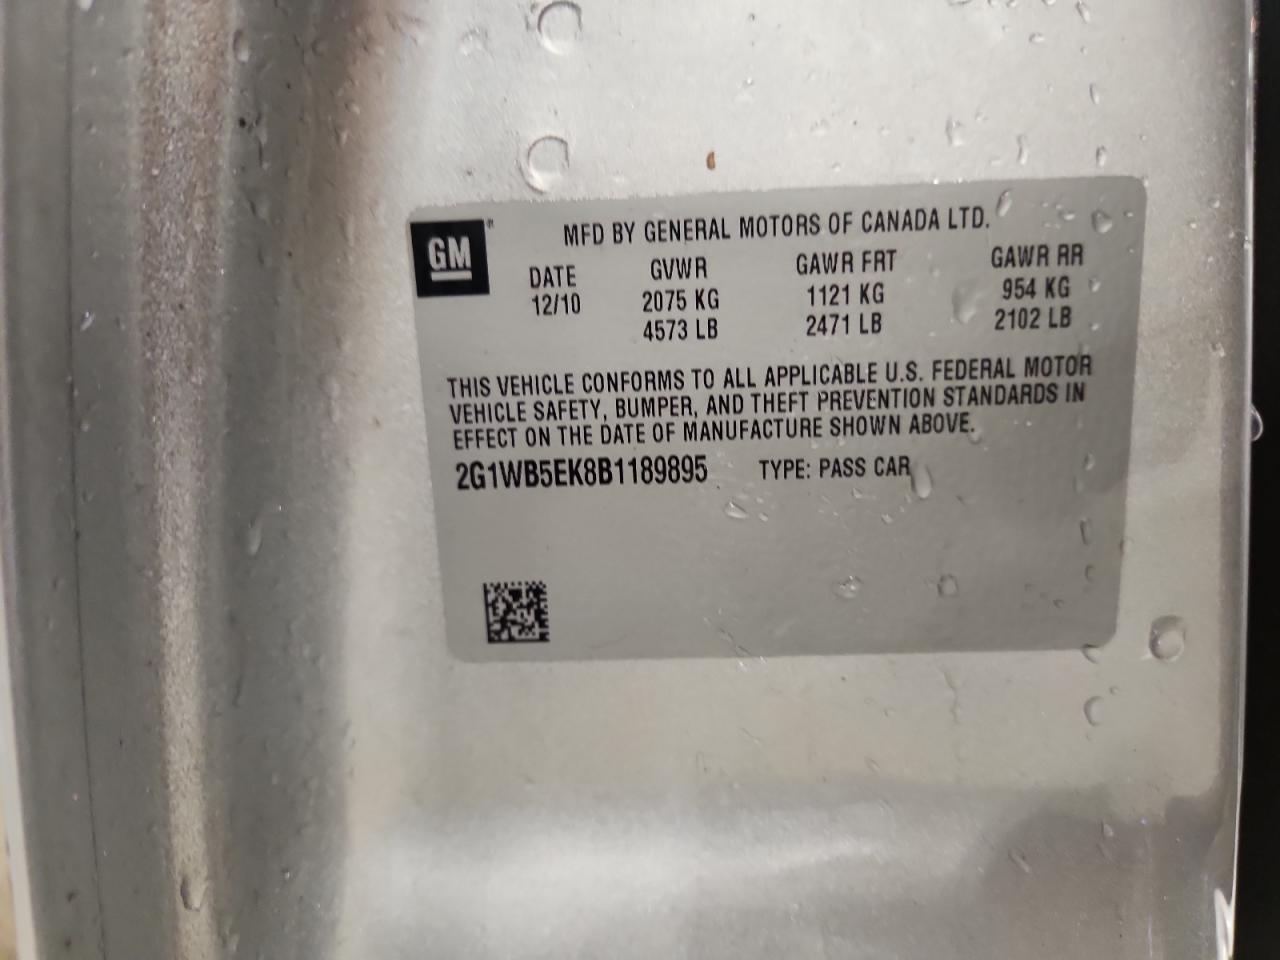 GM
MFD BY GENERAL MOTORS OF CANADA LTD.
DATE GVWR GAWR FRT GAWR RR
12/10 2075 KG 1121 KG 954 KG
4573 LB 2471 LB 2102 LB
THIS VEHICLE CONFORMS TO ALL APPLICABLE U.S. FEDERAL MOTOR
VEHICLE SAFETY, BUMPER, AND THEFT PREVENTION STANDARDS IN
EFFECT ON THE DATE OF MANUFACTURE SHOWN ABOVE.
2G1WB5EK8B1189895 TYPE: PASS CAR